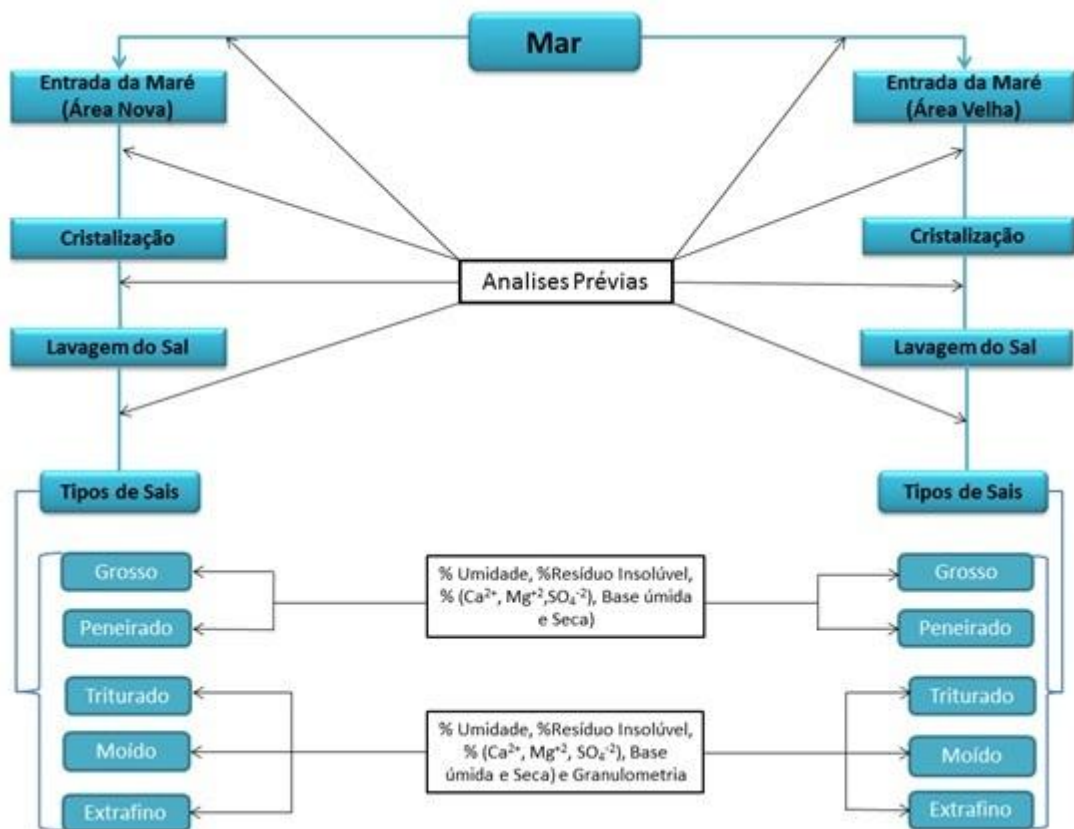 Mar
Entrada da Maré
(Área Nova)
Entrada da Maré
(Área Velha)
Cristalização
Cristalização
Analises Prévias
Lavagem do Sal
Lavagem do Sal
Tipos de Sais
Tipos de Sais
Grosso
Peneirado
Triturado
Moído
Extrafino
% Umidade, %Resíduo Insolúvel,
% (Ca²⁺, Mg⁺²,SO₄⁻²), Base úmida
e Seca)
% Umidade, %Resíduo Insolúvel,
% (Ca²⁺, Mg⁺², SO₄⁻²), Base
úmida e Seca) e Granulometria
Grosso
Peneirado
Triturado
Moído
Extrafino